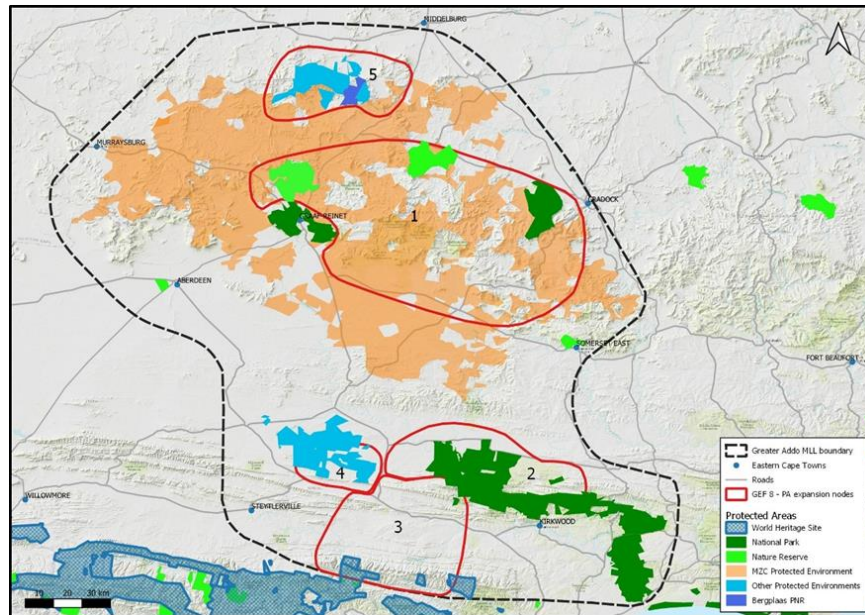 MIDDELBURG
5
MURRAYSBURG
CRADOCK
GRAAF-REINET
1
ABERDEEN
SOMERSET EAST
FORT BEAUFORT
2
4
WILLOWMORE
STEYTLERVILLE
3
KIRKWOOD
10 20 30 km
Greater Addo MLL boundary
Eastern Cape Towns
Roads
GEF 8 - PA expansion nodes
Protected Areas
World Heritage Site
National Park
Nature Reserve
MZC Protected Environment
Other Protected Environments
Bergplaas PNR